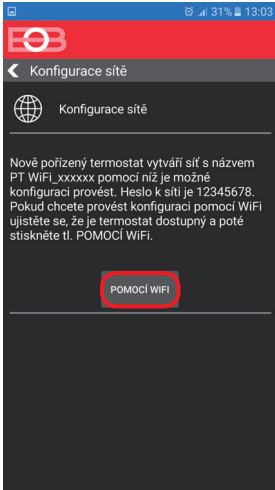 31% 13:03
EOB
Konfigurace sítě
Konfigurace sítě
Nově pořízený termostat vytváří síť s názvem
PT WiFi_xxxxxx pomocí níž je možné
konfiguraci provést. Heslo k síti je 12345678.
Pokud chcete provést konfiguraci pomocí WiFi
ujistěte se, že je termostat dostupný a poté
stiskněte tl. POMOCÍ WiFi.
POMOCÍ WIFI